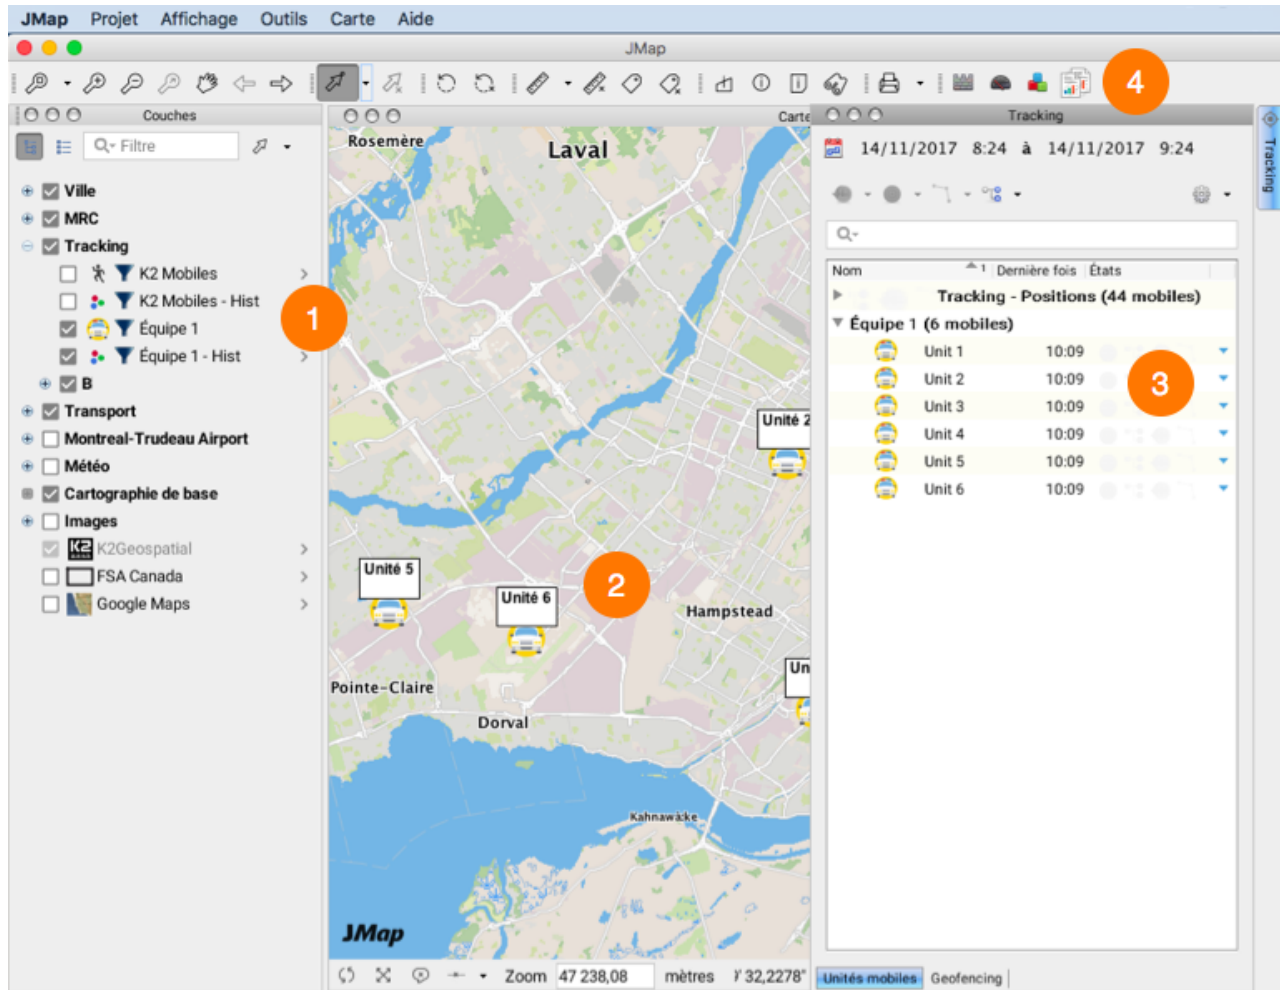 JMap Projet Affichage Outils Carte Aide
JMap
4
Couches
Carte
Tracking
Filtre
Ville
MRC
Tracking
K2 Mobiles
K2 Mobiles - Hist
Équipe 1
Équipe 1 - Hist
B
Transport
Montreal-Trudeau Airport
Météo
Cartographie de base
Images
K2Geospatial
FSA Canada
Google Maps
1
Rosemère
Laval
Unité 2
Unité 5
Unité 6
2
Hampstead
Un
Pointe-Claire
Dorval
Kahnawake
JMap
Zoom 47 238,08 mètres 32,2278"
14/11/2017 8:24 à 14/11/2017 9:24
Nom 1 Dernière fois États
Tracking - Positions (44 mobiles)
Équipe 1 (6 mobiles)
Unit 1 10:09
Unit 2 10:09
Unit 3 10:09
Unit 4 10:09
Unit 5 10:09
Unit 6 10:09
3
Unités mobiles Geofencing
Tracking